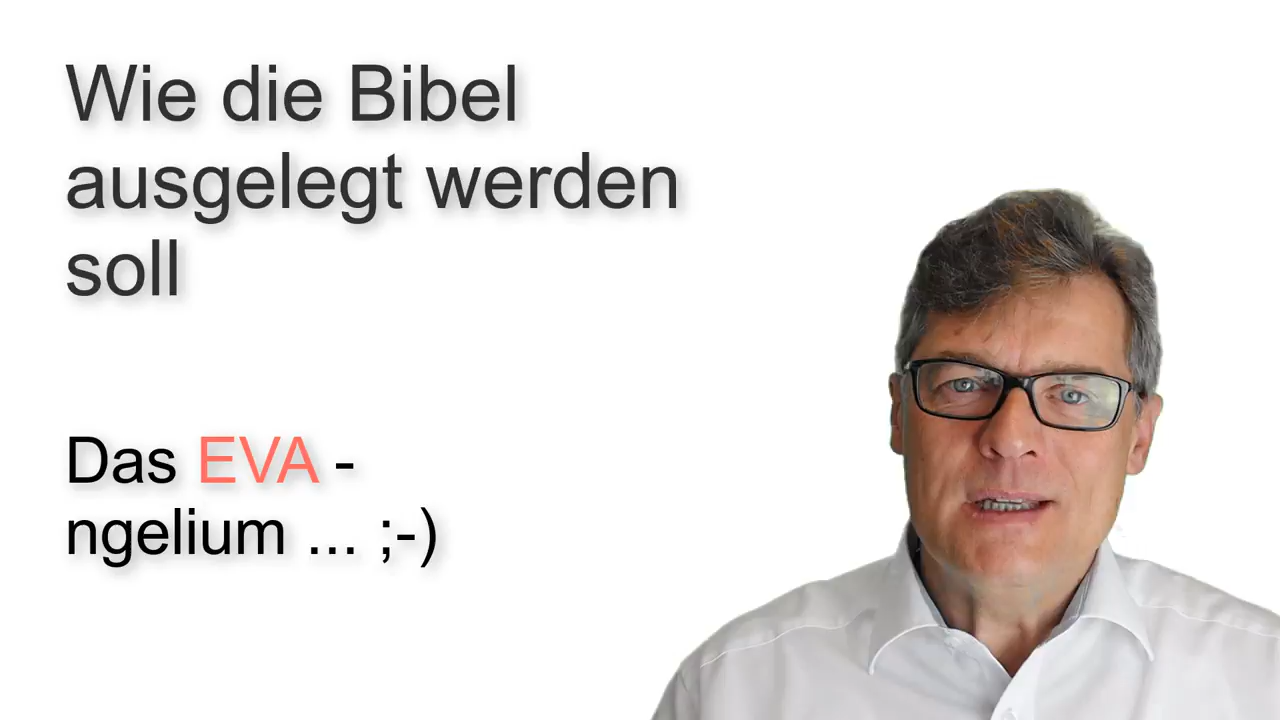 Wie die Bibel
ausgelegt werden
soll
Das EVA -
ngelium ... ;-)